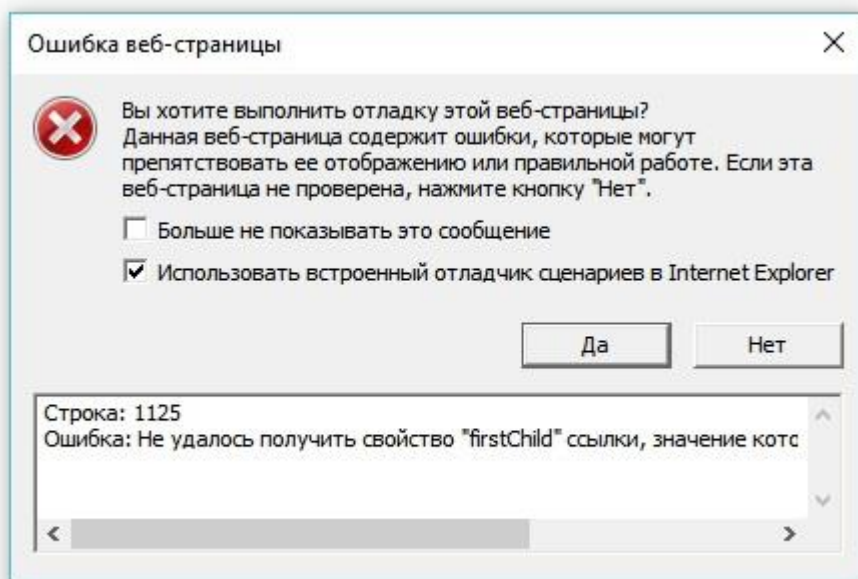 Ошибка веб-страницы
Вы хотите выполнить отладку этой веб-страницы?
Данная веб-страница содержит ошибки, которые могут
препятствовать ее отображению или правильной работе. Если эта
веб-страница не проверена, нажмите кнопку "Нет".
Больше не показывать это сообщение
Использовать встроенный отладчик сценариев в Internet Explorer
Да
Нет
Строка: 1125
Ошибка: Не удалось получить свойство "firstChild" ссылки, значение кото